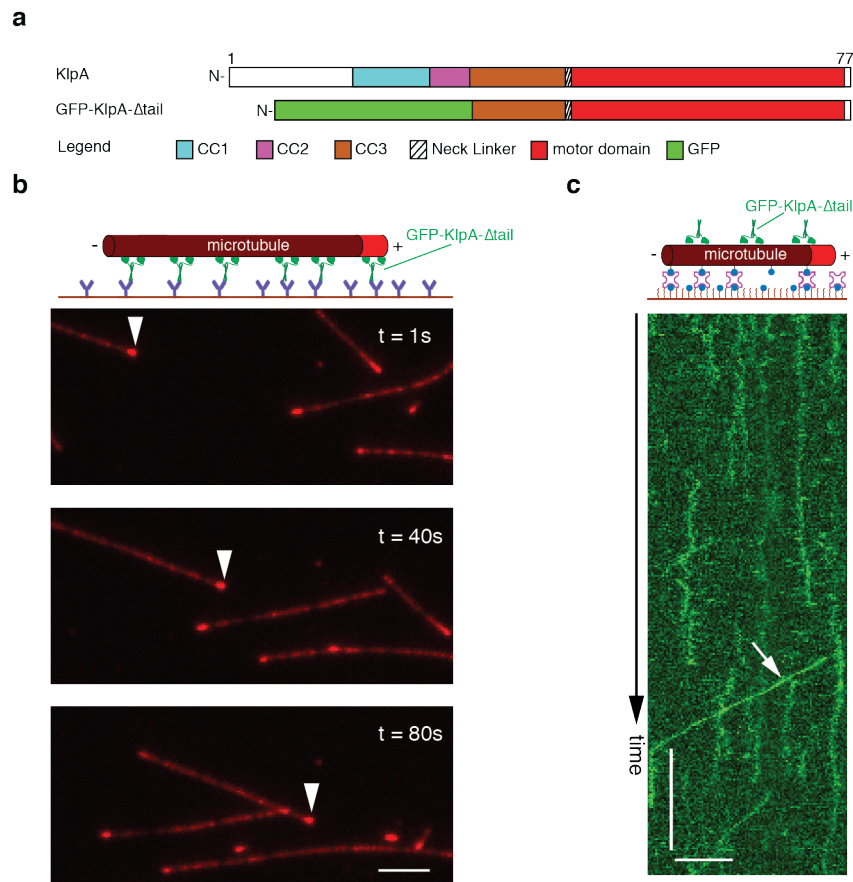 a
1 77
KlpA N-
GFP-KlpA-Δtail N-
Legend CC1 CC2 CC3 Neck Linker motor domain GFP
b
GFP-KlpA-Δtail
- microtubule +
t = 1s
t = 40s
t = 80s
c
GFP-KlpA-Δtail
- microtubule +
time